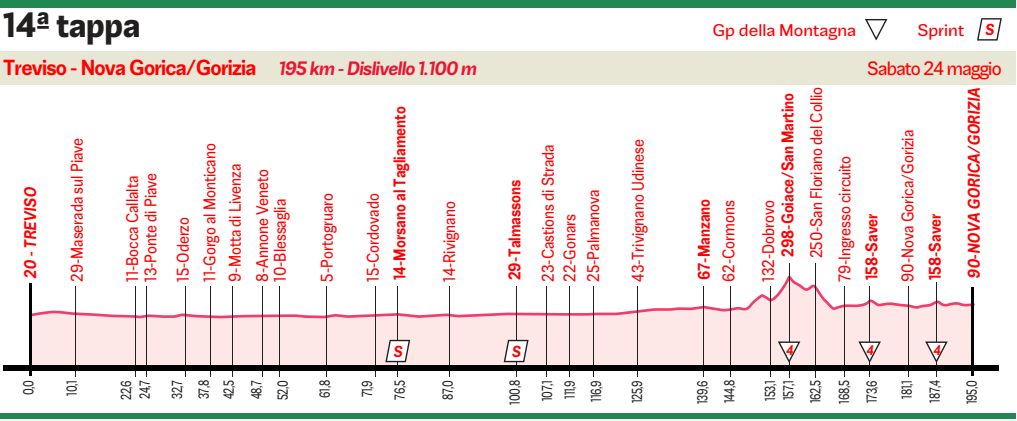 14ª tappa
Gp della Montagna
Sprint S
Treviso - Nova Gorica/Gorizia 195 km - Dislivello 1.100 m
Sabato 24 maggio
20 - TREVISO
29-Maserada sul Piave
11-Bocca Callalta
13-Ponte di Piave
15-Oderzo
11-Gorgo al Monticano
9-Motta di Livenza
8-Annone Veneto
10-Blessaglia
5-Portogruaro
15-Cordovado
14-Morsano al Tagliamento
14-Rivignano
29-Talmassons
23-Castions di Strada
22-Gonars
25-Palmanova
43-Trivignano Udinese
67-Manzano
62-Cormons
132-Dobrovo
298-Goiace/San Martino
250-San Floriano del Collio
79-Ingresso circuito
158-Saver
90-Nova Gorica/Gorizia
158-Saver
90-NOVA GORICA/GORIZIA
S
S
4
4
4
0.0
10.1
22.6
24.7
32.7
37.8
42.5
48.7
52.0
61.8
71.9
76.5
87.0
100.8
107.1
111.9
116.9
125.9
139.6
144.8
153.1
157.1
162.5
168.5
173.6
181.1
187.4
195.0